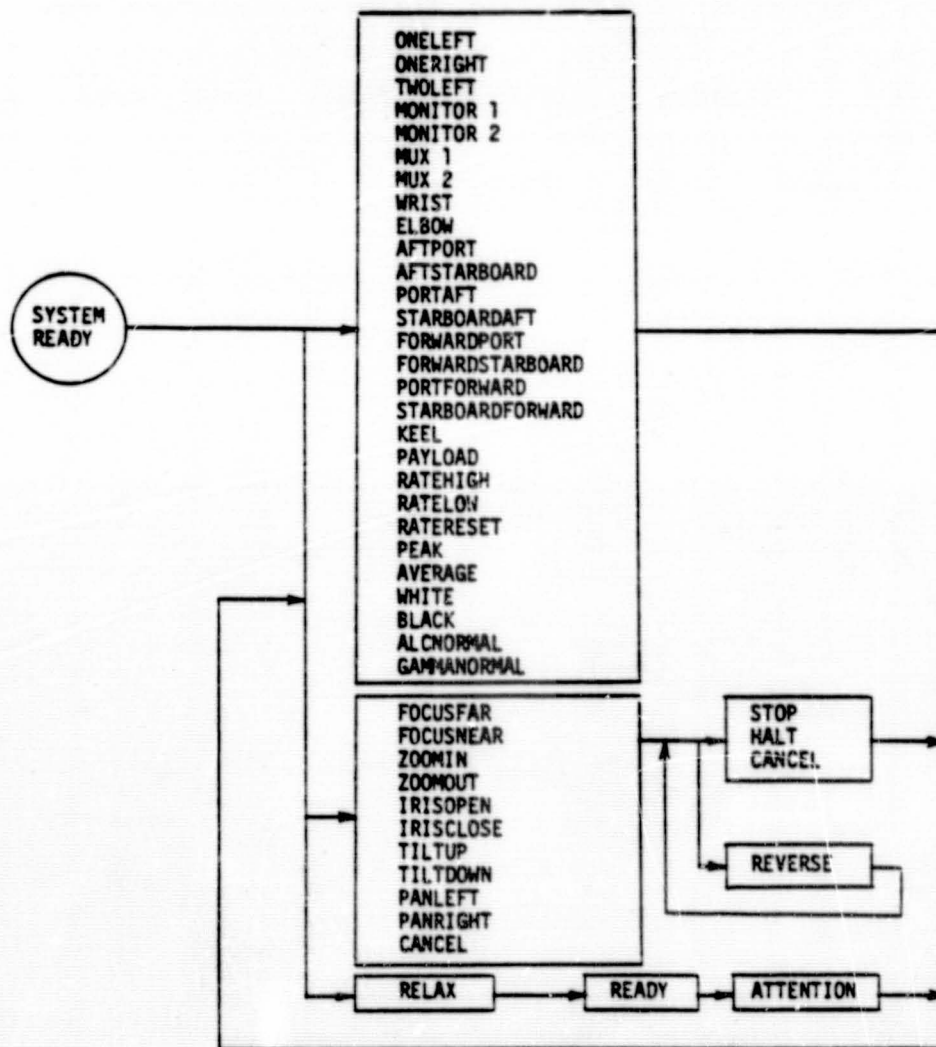 ONELEFT
ONERIGHT
TWOLEFT
MONITOR 1
MONITOR 2
MUX 1
MUX 2
WRIST
ELBOW
AFTPORT
AFTSTARBOARD
PORTAFT
STARBOARDAFT
FORWARDPORT
FORWARDSTARBOARD
PORTFORWARD
STARBOARDFORWARD
KEEL
PAYLOAD
RATEHIGH
RATELOW
RATERESET
PEAK
AVERAGE
WHITE
BLACK
ALCNORMAL
GAMMANORMAL
SYSTEM
READY
FOCUSFAR
FOCUSNEAR
ZOOMIN
ZOOMOUT
IRISOPEN
IRISCLOSE
TILTUP
TILTDOWN
PANLEFT
PANRIGHT
CANCEL
STOP
HALT
CANCEL
REVERSE
RELAX
READY
ATTENTION